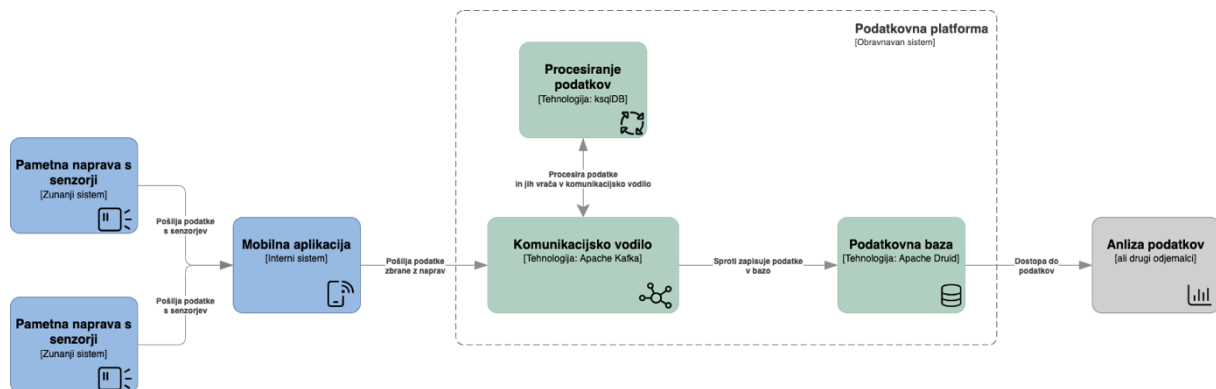 Podatkovna platforma
[Obravnavan sistem]
Procesiranje
podatkov
[Tehnologija: ksqlDB]
Procesira podatke
in jih vrača v komunikacijsko vodilo
Pametna naprava s
senzorji
[Zunanji sistem]
Pošilja podatke
s senzorjev
Mobilna aplikacija
[Interni sistem]
Pošilja podatke
zbrane z naprav
Komunikacijsko vodilo
[Tehnologija: Apache Kafka]
Sproti zapisuje podatke
v bazo
Podatkovna baza
[Tehnologija: Apache Druid]
Dostopa do
podatkov
Anliza podatkov
[ali drugi odjemalci]
Pošilja podatke
s senzorjev
Pametna naprava s
senzorji
[Zunanji sistem]